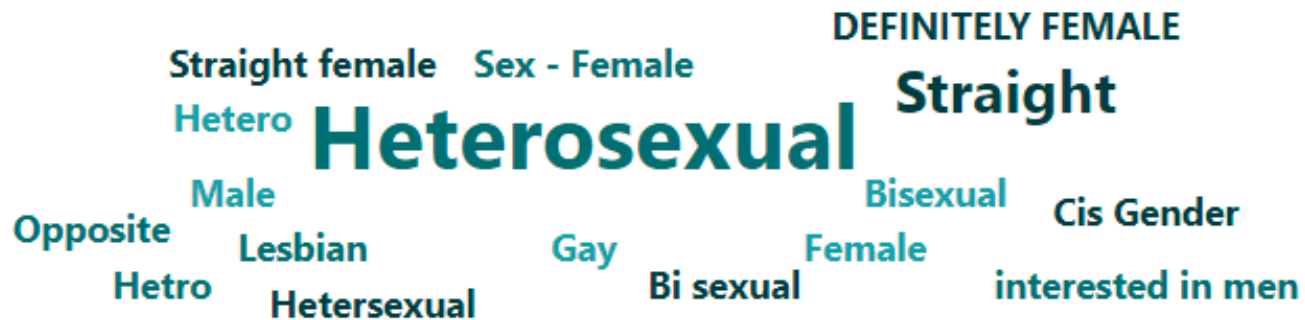 DEFINITELY FEMALE
Straight female
Sex - Female
Straight
Hetero
Heterosexual
Male
Bisexual
Cis Gender
Opposite
Lesbian
Gay
Female
Hetro
Bi sexual
interested in men
Hetersexual